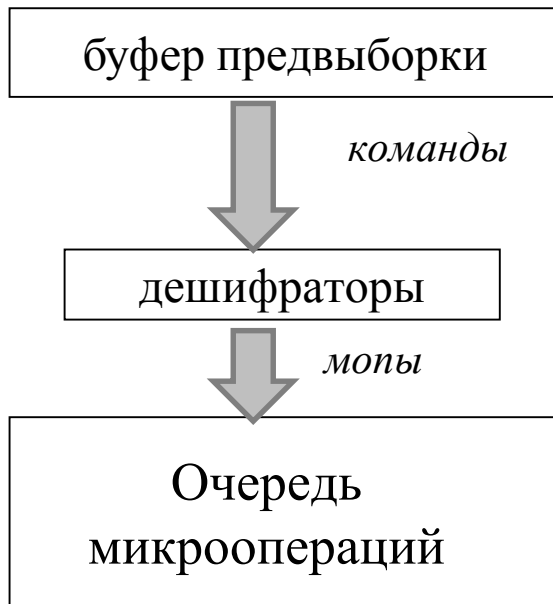 буфер предвыборки
команды
дешифраторы
мопы
Очередь
микроопераций